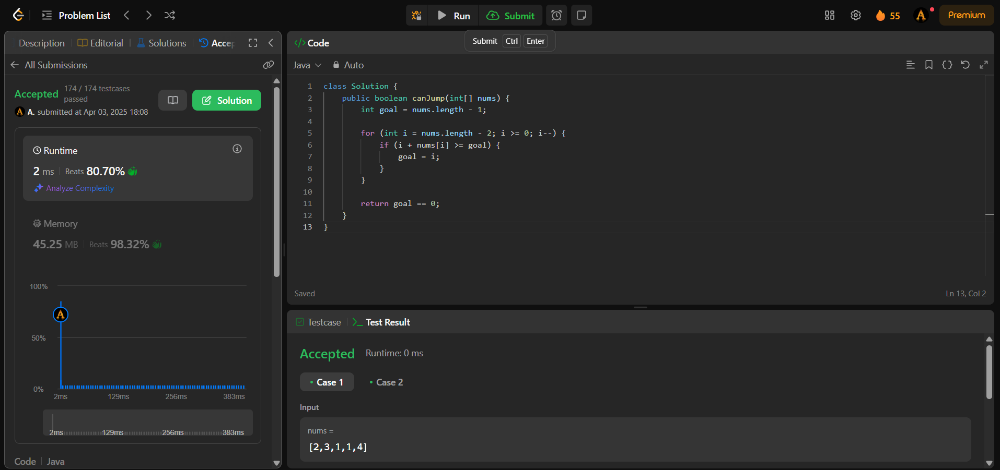 Problem List
Run
Submit
55
Premium
Description
Editorial
Solutions
Accep
All Submissions
Accepted
174 / 174 testcases
passed
A. submitted at Apr 03, 2025 18:08
Solution
Runtime
2 ms
Beats 80.70%
Analyze Complexity
Memory
45.25 MB
Beats 98.32%
100%
50%
0%
2ms 129ms 256ms 383ms
2ms 129ms 256ms 383ms
Code
Java
Code
Submit Ctrl Enter
Java
Auto
1 class Solution {
2 public boolean canJump(int[] nums) {
3 int goal = nums.length - 1;
4
5 for (int i = nums.length - 2; i >= 0; i--) {
6 if (i + nums[i] >= goal) {
7 goal = i;
8 }
9 }
10
11 return goal == 0;
12 }
13 }
Saved
Ln 13, Col 2
Testcase
Test Result
Accepted
Runtime: 0 ms
Case 1
Case 2
Input
nums =
[2,3,1,1,4]